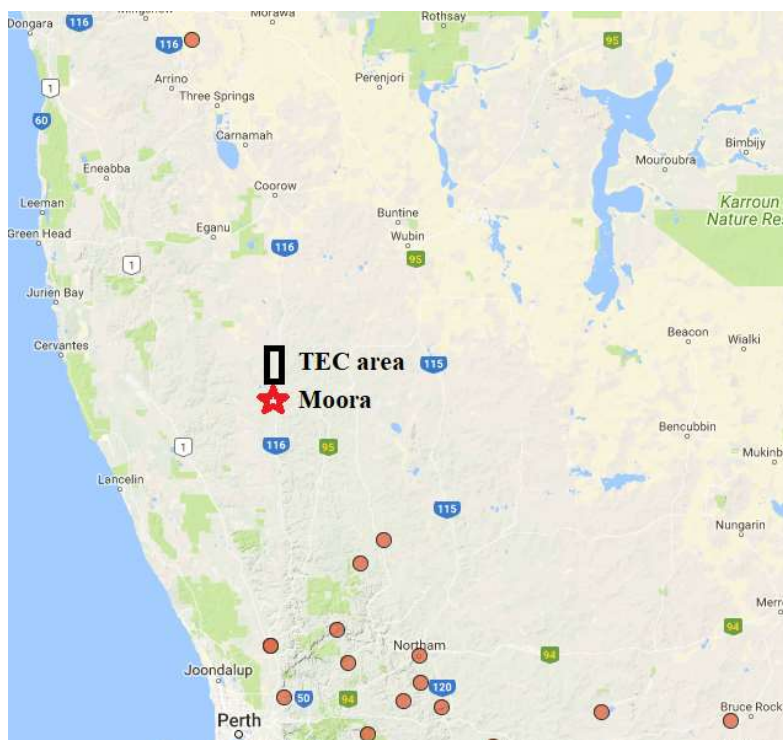 Dongara
Mingenew
Morawa
Rothsay
116
116
95
Arrino
Perenjori
1
Three Springs
60
Carnamah
Bimbijy
Mouroubra
Eneabba
Coorow
Leeman
Karroun
Nature Res
Buntine
Eganu
Green Head
Wubin
116
95
1
Jurien Bay
Beacon
Wialki
Cervantes
TEC area
115
Moora
Bencubbin
1
116
95
Mukinb
Lancelin
115
Nungarin
Merre
94
Northam
94
Joondalup
120
50
94
Bruce Rock
Perth